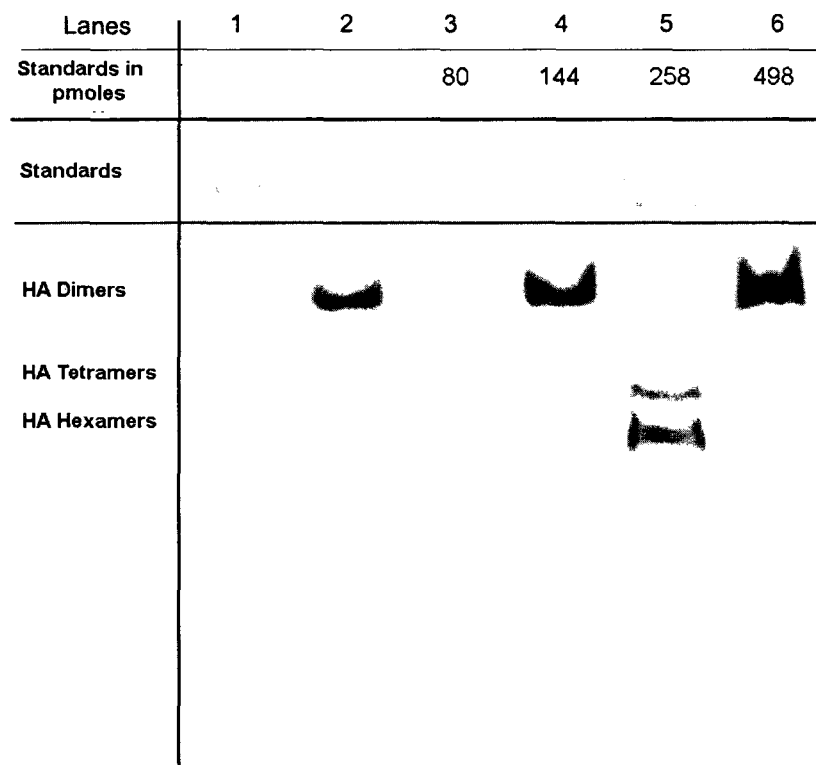 Lanes 1 2 3 4 5 6
Standards in
pmoles 80 144 258 498
Standards
HA Dimers
HA Tetramers
HA Hexamers